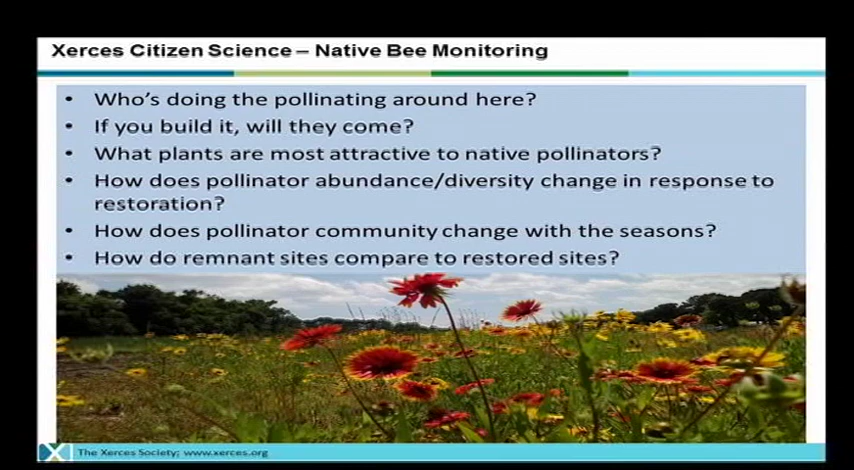 Xerces Citizen Science – Native Bee Monitoring
• Who's doing the pollinating around here?
• If you build it, will they come?
• What plants are most attractive to native pollinators?
• How does pollinator abundance/diversity change in response to
restoration?
• How does pollinator community change with the seasons?
• How do remnant sites compare to restored sites?
X The Xerces Society; www.xerces.org